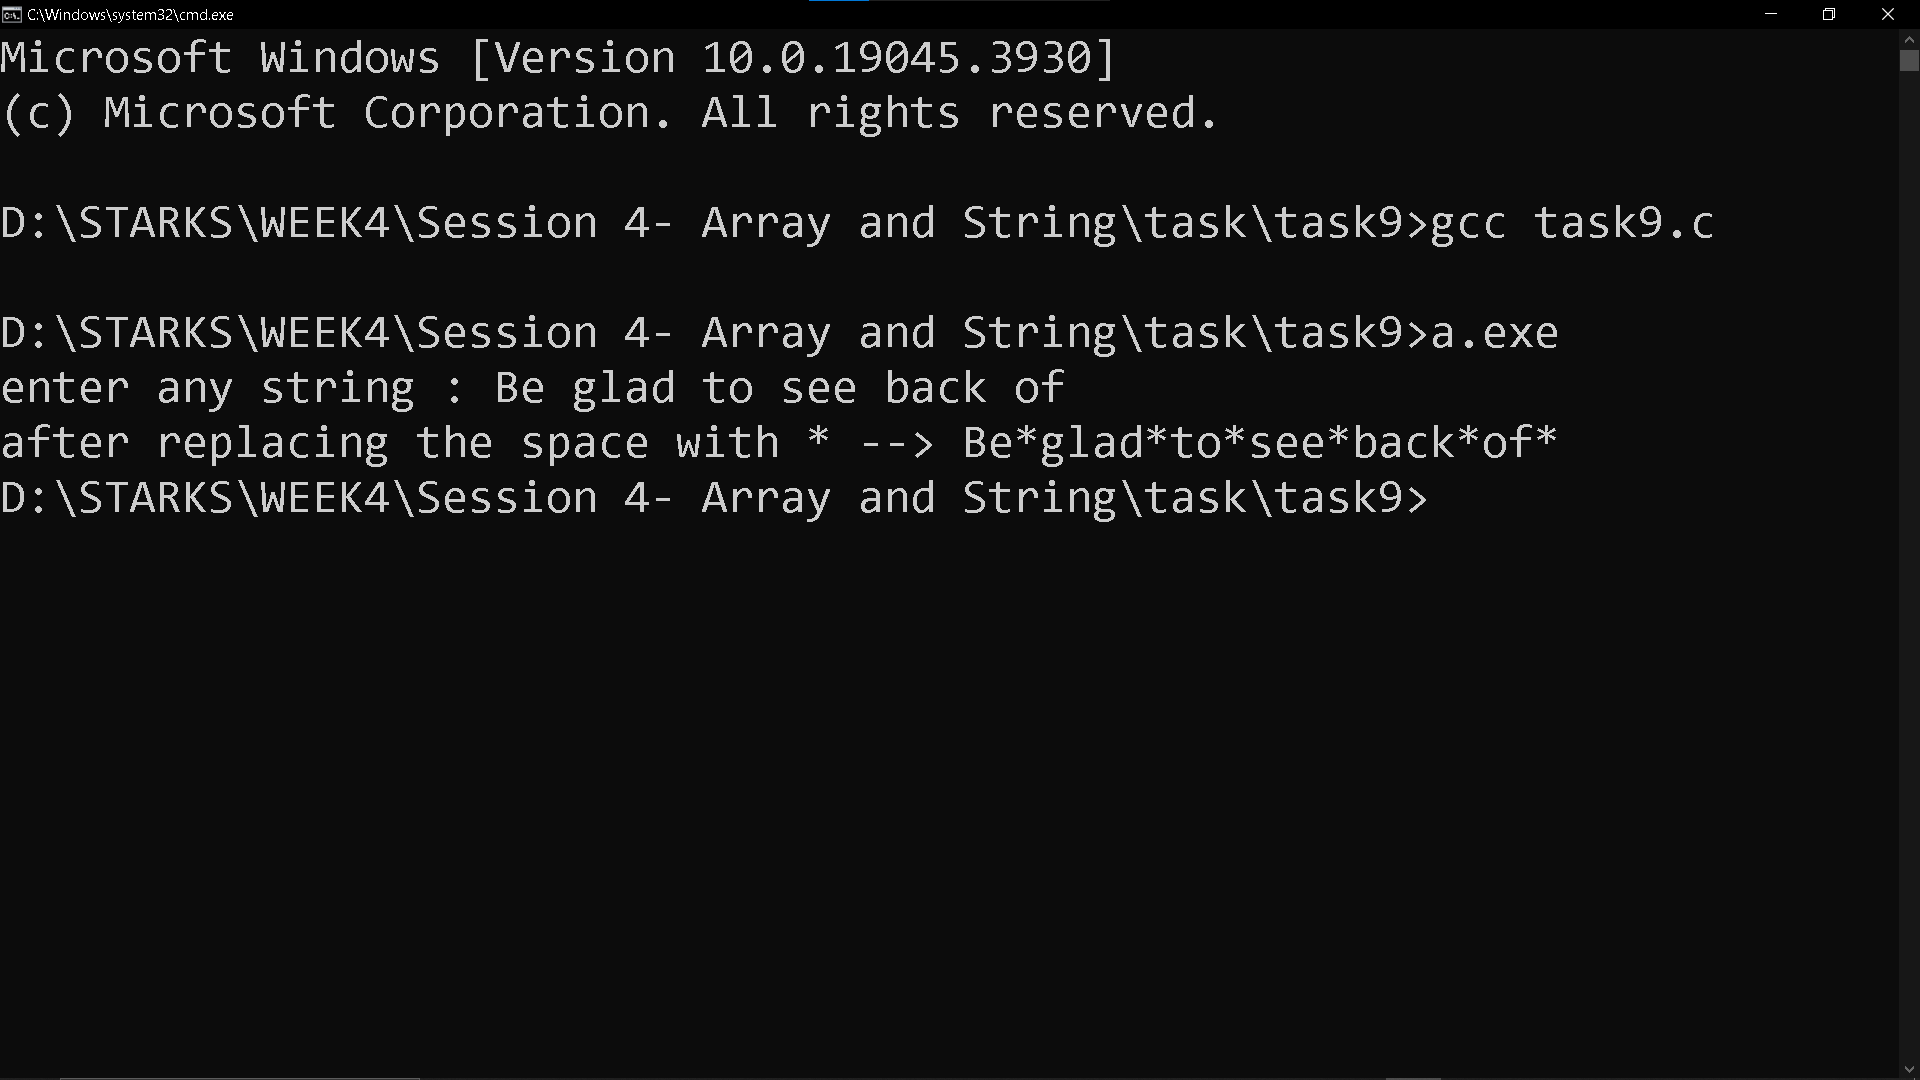 C:\Windows\system32\cmd.exe
Microsoft Windows [Version 10.0.19045.3930]
(c) Microsoft Corporation. All rights reserved.
D:\STARKS\WEEK4\Session 4- Array and String\task\task9>gcc task9.c
D:\STARKS\WEEK4\Session 4- Array and String\task\task9>a.exe
enter any string : Be glad to see back of
after replacing the space with * --> Be*glad*to*see*back*of*
D:\STARKS\WEEK4\Session 4- Array and String\task\task9>